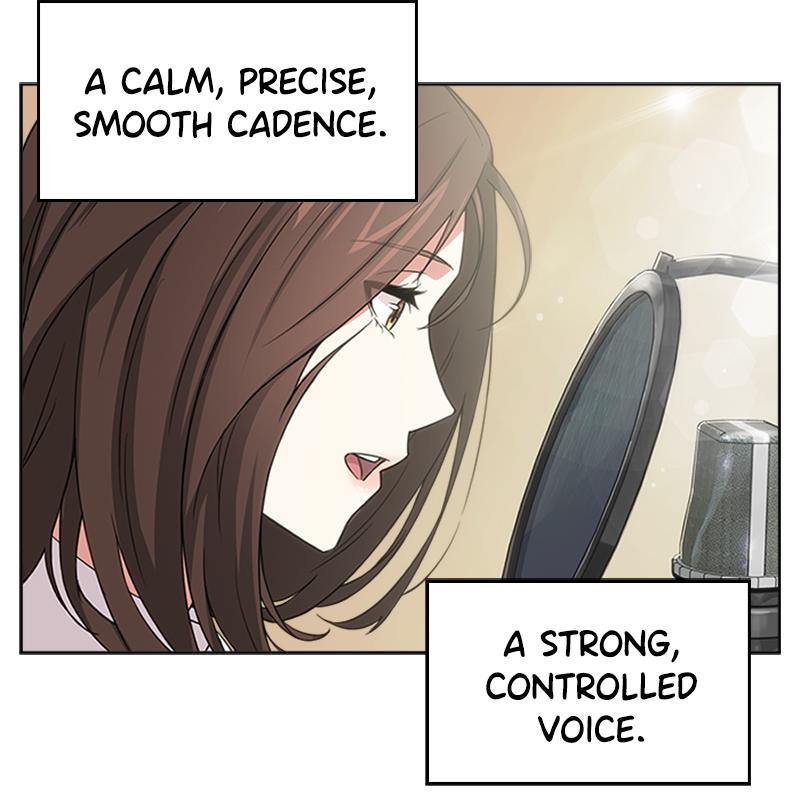 A CALM, PRECISE,
SMOOTH CADENCE.
A STRONG,
CONTROLLED
VOICE.